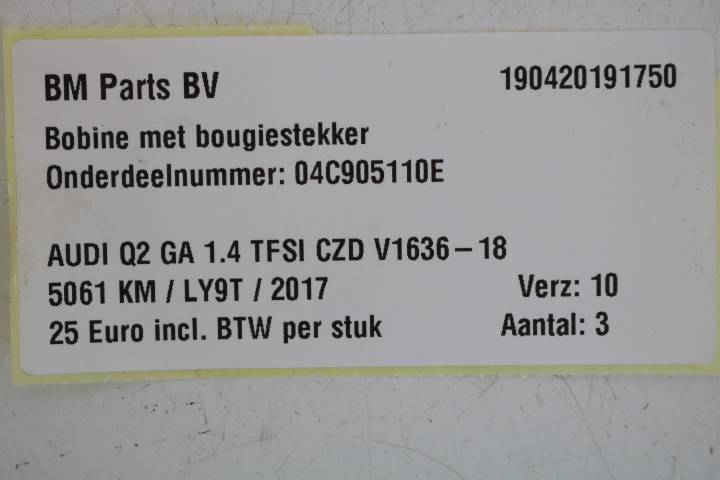 BM Parts BV 190420191750
Bobine met bougiestekker
Onderdeelnummer: 04C905110E
AUDI Q2 GA 1.4 TFSI CZD V1636-18
5061 KM / LY9T / 2017 Verz: 10
25 Euro incl. BTW per stuk Aantal: 3